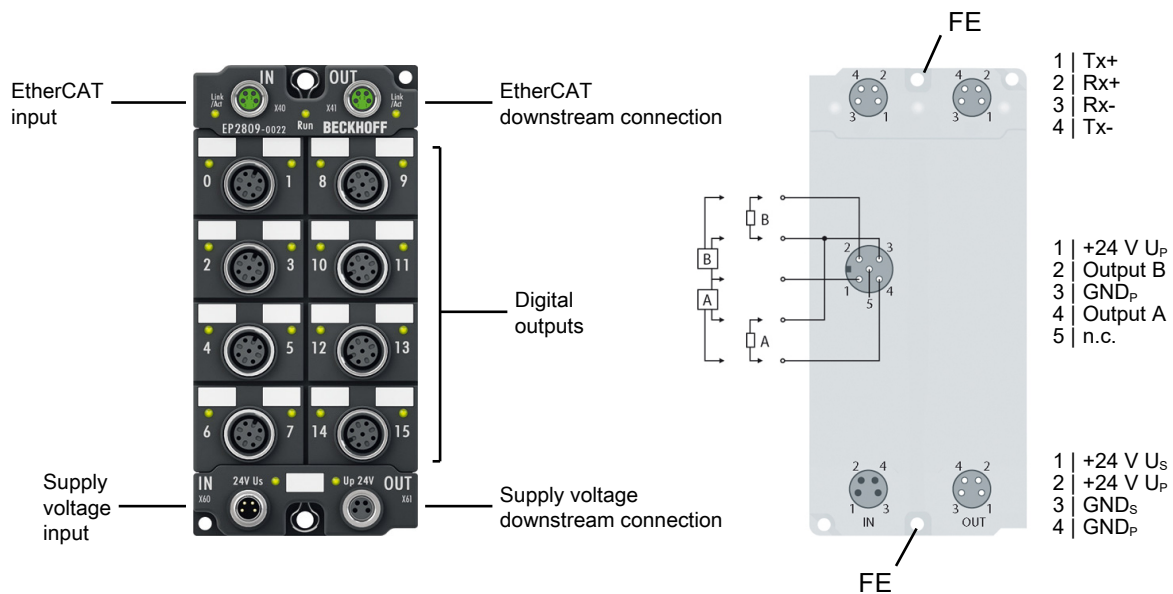 EtherCAT
input
EtherCAT
downstream connection
Digital
outputs
Supply
voltage
input
Supply voltage
downstream connection
IN
OUT
Link
/Act
X40
X41
Link
/Act
EP2809-0022
Run
BECKHOFF
0
1
8
9
2
3
10
11
4
5
12
13
6
7
14
15
IN
24V Us
Up 24V
OUT
X60
X61
FE
4
2
3
1
4
2
3
1
1 | Tx+
2 | Rx+
3 | Rx-
4 | Tx-
B
B
A
A
2
3
1
4
5
1 | +24 V UP
2 | Output B
3 | GNDP
4 | Output A
5 | n.c.
2
4
1
3
IN
4
2
3
1
OUT
1 | +24 V US
2 | +24 V UP
3 | GNDS
4 | GNDP
FE